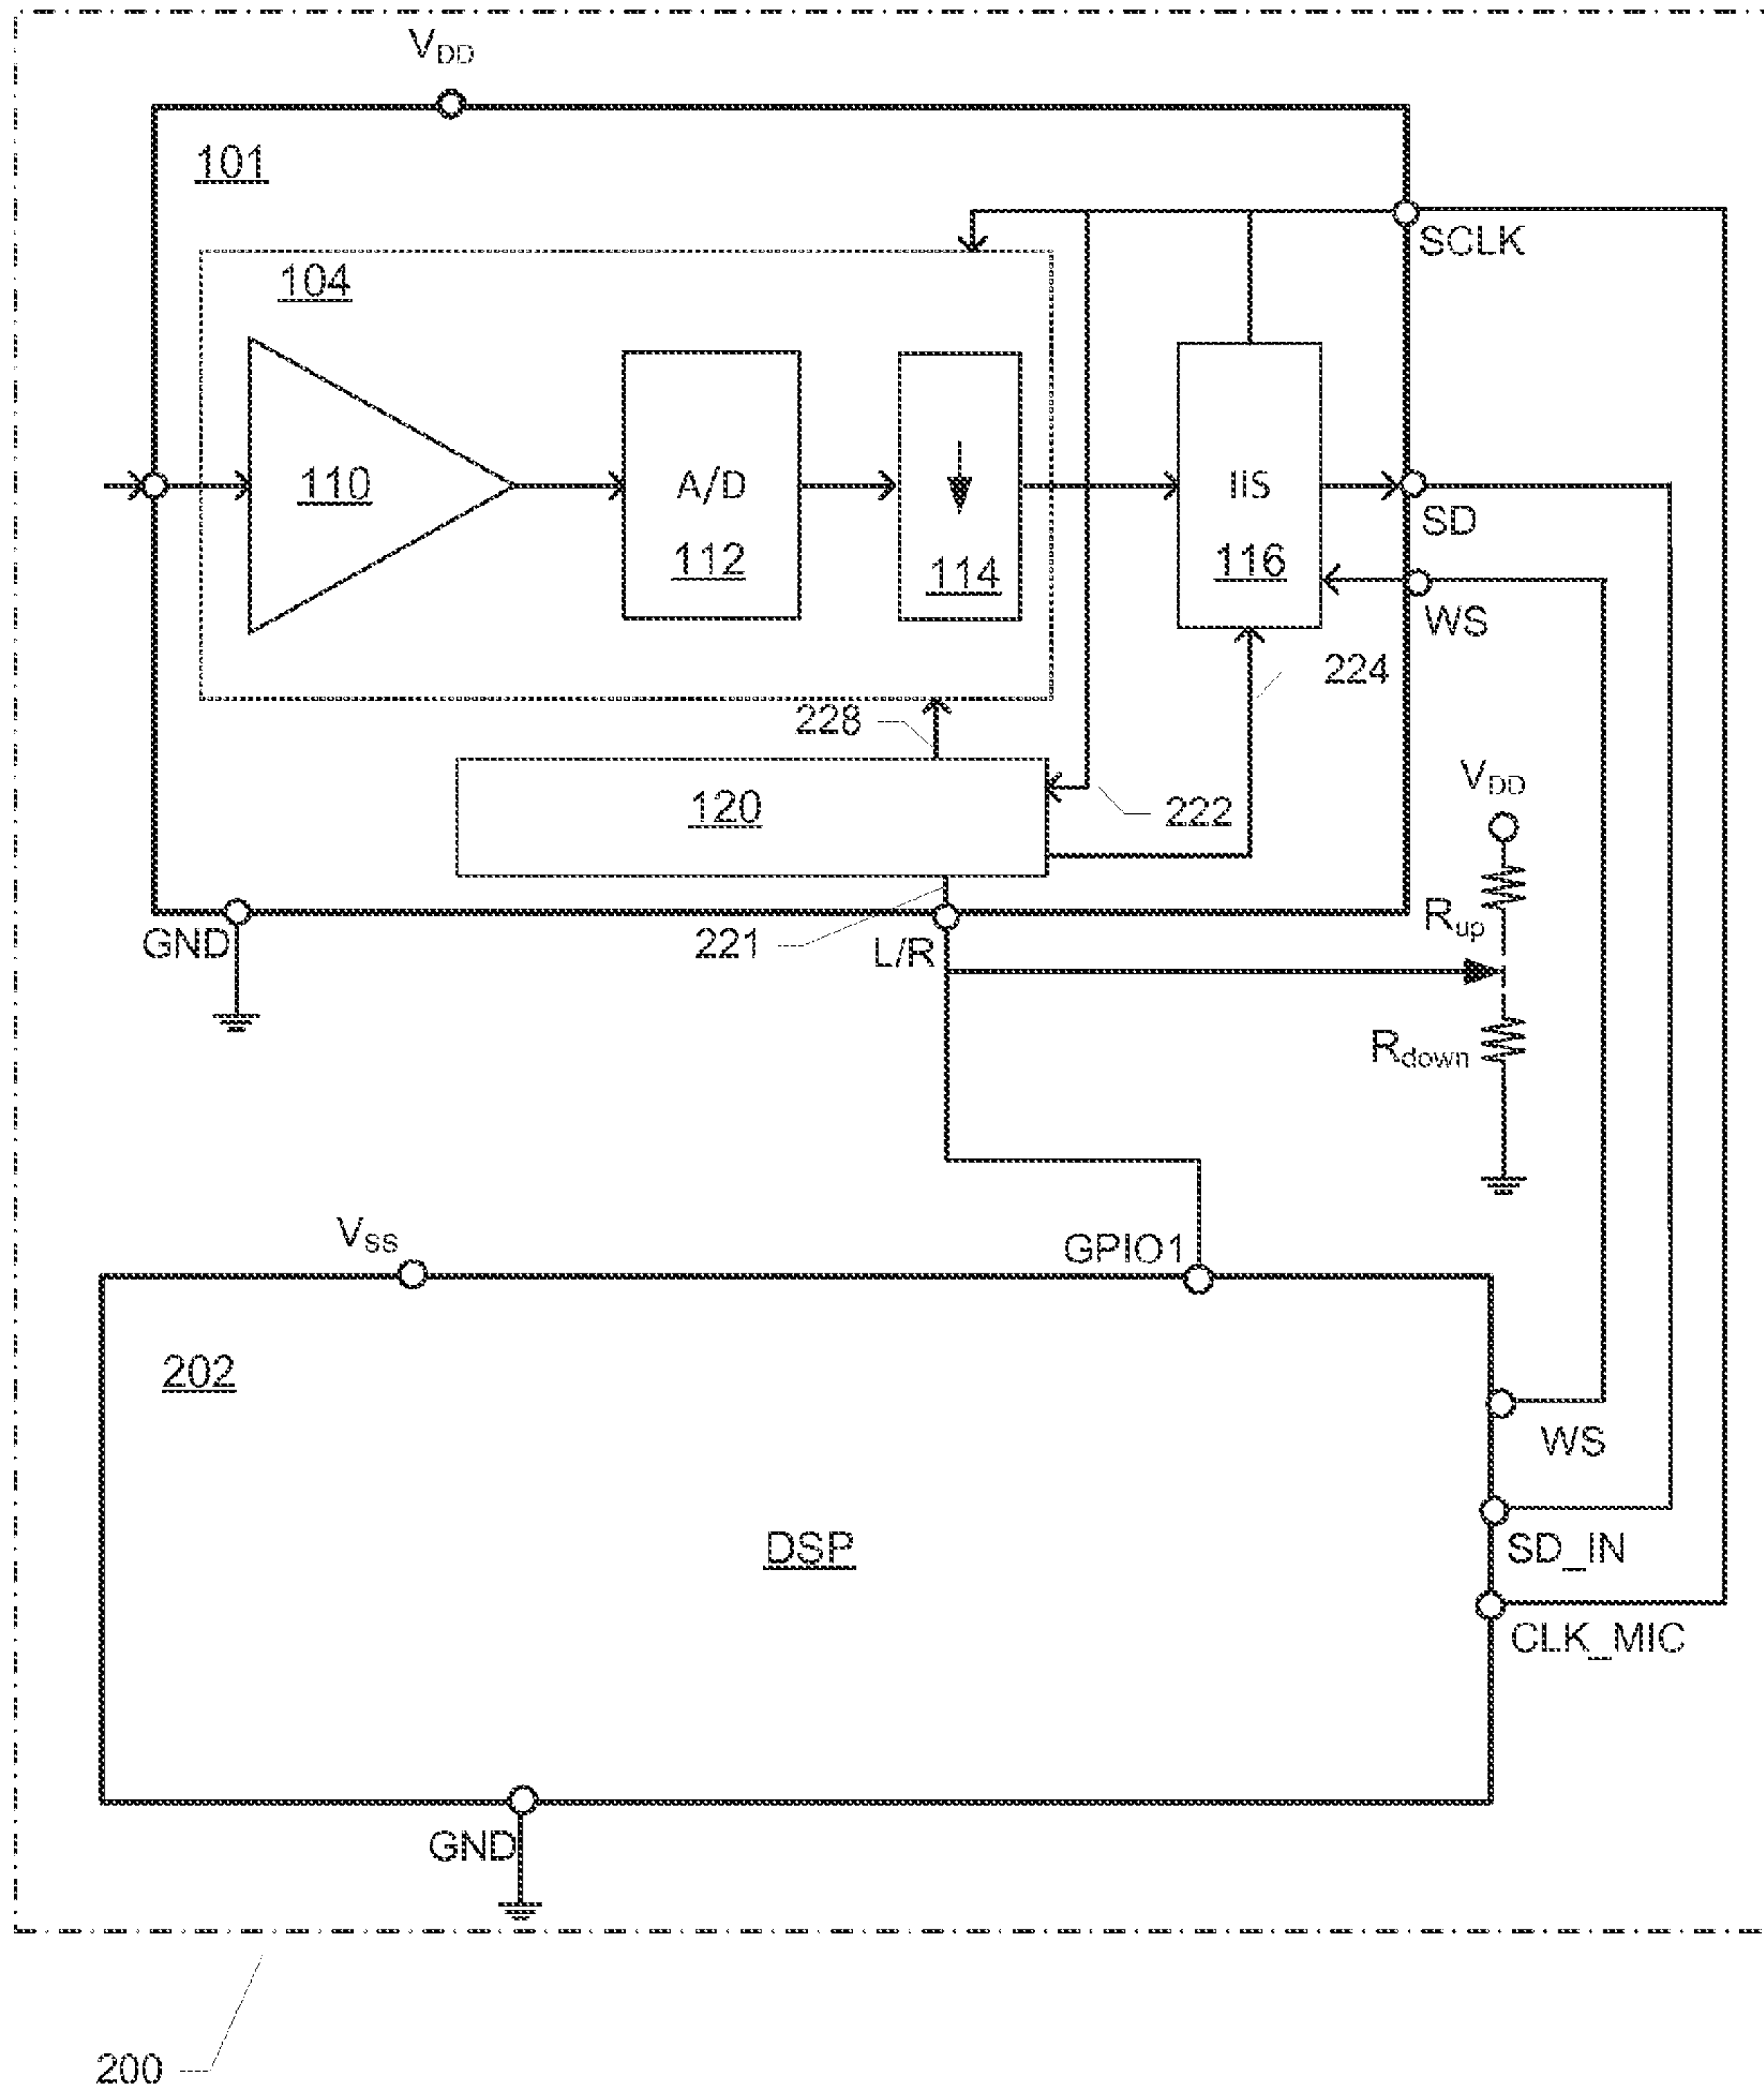 VDD
101
SCLK
104
110
A/D
112
114
IIS
116
SD
WS
224
228
120
222
VDD
Rup
GND
221
L/R
Rdown
VSS
GPIO1
202
WS
DSP
SD_IN
CLK_MIC
GND
200